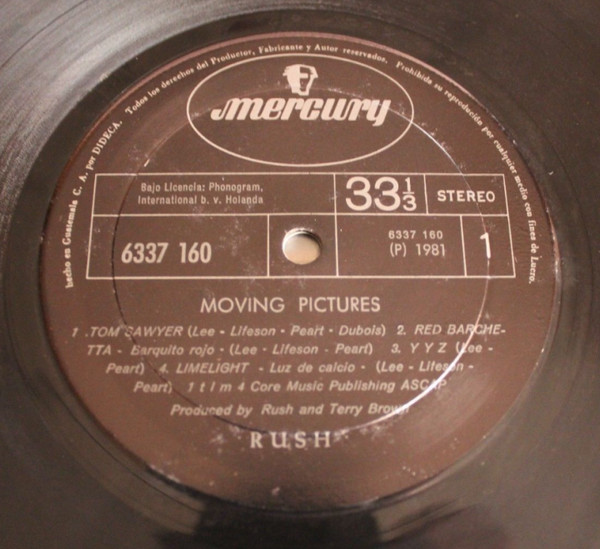 hecho en Guatemala C. A. por DIDECA. Todos los derechos del Productor, Fabricante y Autor reservados. Prohibida su reproducción por cualquier medio con fines de Lucro.
mercury
Bajo Licencia: Phonogram,
International b. v. Holanda
33 1/3
STEREO
6337 160
6337 160
(P) 1981
1
MOVING PICTURES
1 .TOM SAWYER (Lee - Lifeson - Peart - Dubois) 2. RED BARCHE-
TTA - Barquito rojo - (Lee - Lifeson - Peart) 3. Y Y Z (Lee -
Peart) 4. LIMELIGHT - Luz de calcio - (Lee - Lifeson -
Peart) 1 t l m 4 Core Music Publishing ASCAP
Produced by Rush and Terry Brown
RUSH